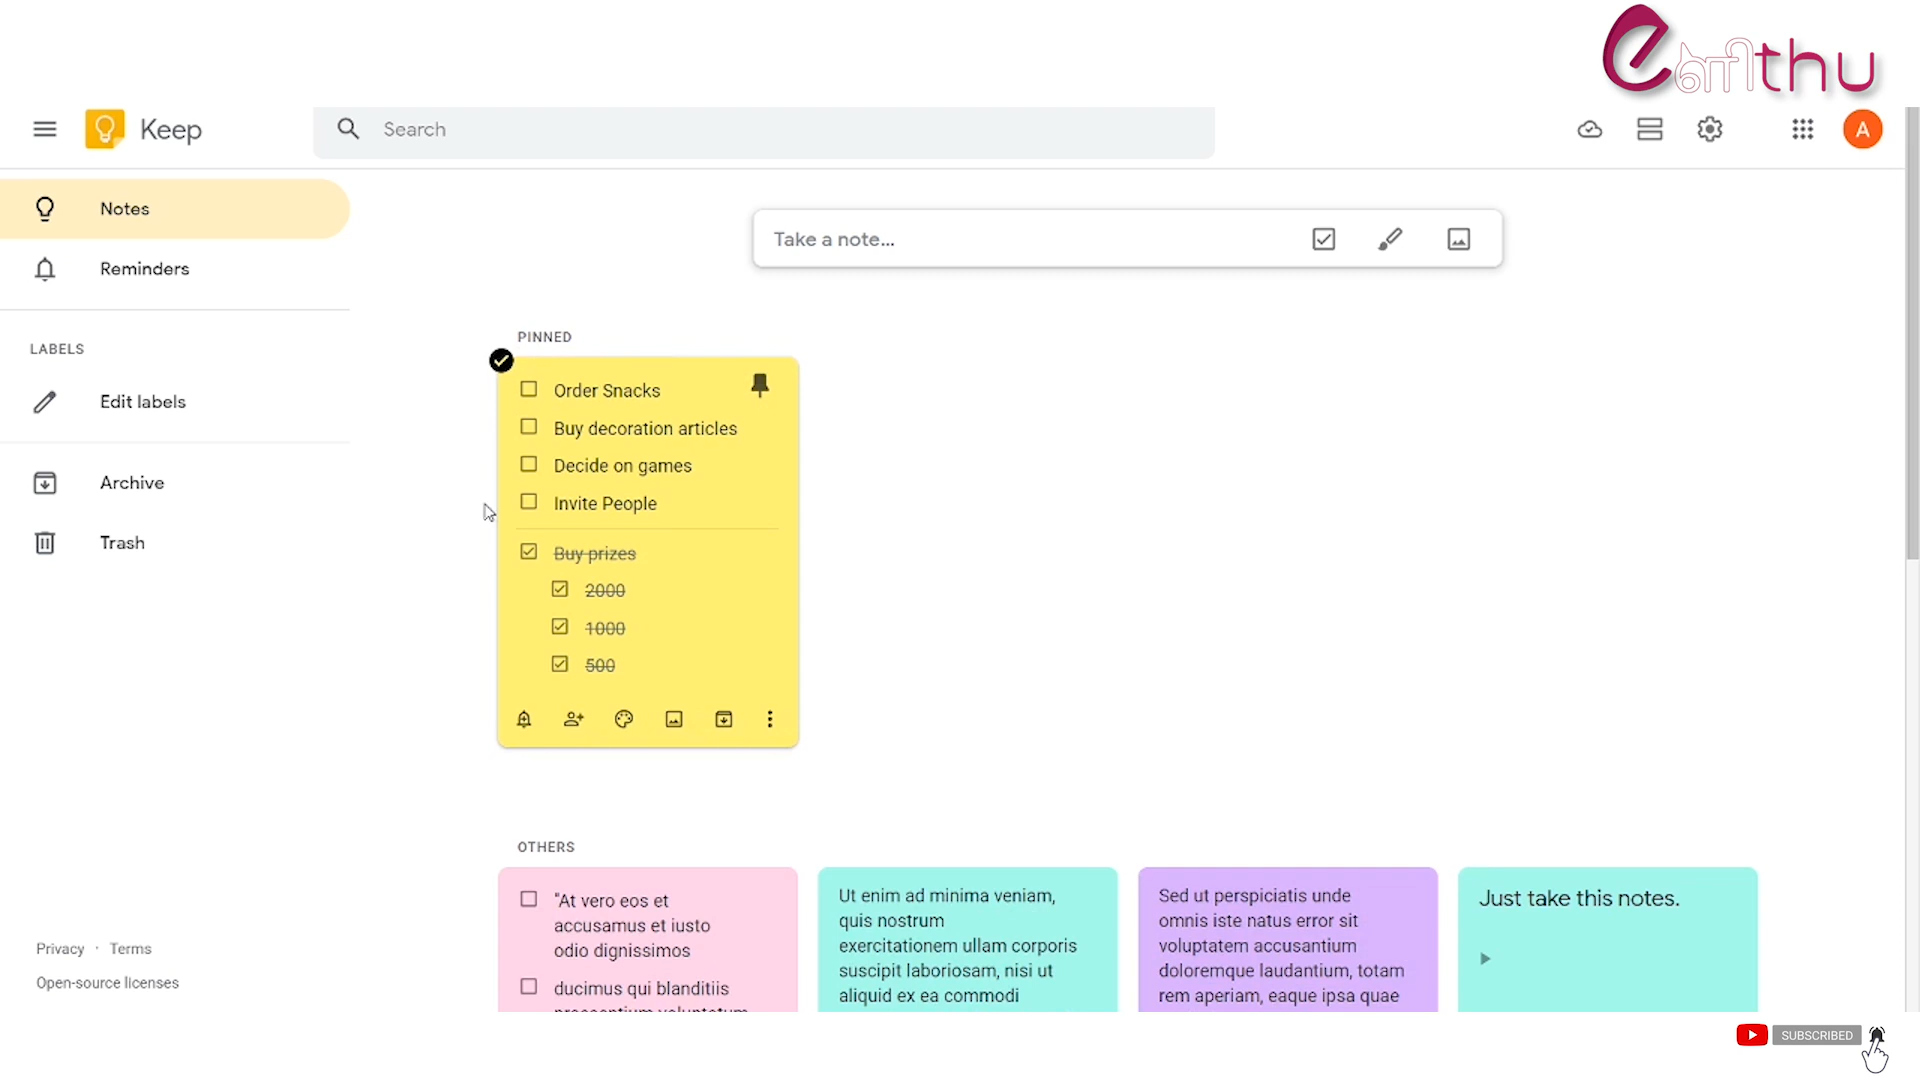 eளிthu
Keep
Search
A
Notes
Take a note...
Reminders
PINNED
LABELS
Order Snacks
Edit labels
Buy decoration articles
Decide on games
Archive
Invite People
Trash
Buy prizes
2000
1000
500
OTHERS
"At vero eos et
accusamus et iusto
odio dignissimos
ducimus qui blanditiis
praesentium voluptatum
Ut enim ad minima veniam,
quis nostrum
exercitationem ullam corporis
suscipit laboriosam, nisi ut
aliquid ex ea commodi
Sed ut perspiciatis unde
omnis iste natus error sit
voluptatem accusantium
doloremque laudantium, totam
rem aperiam, eaque ipsa quae
Just take this notes.
Privacy · Terms
Open-source licenses
SUBSCRIBED